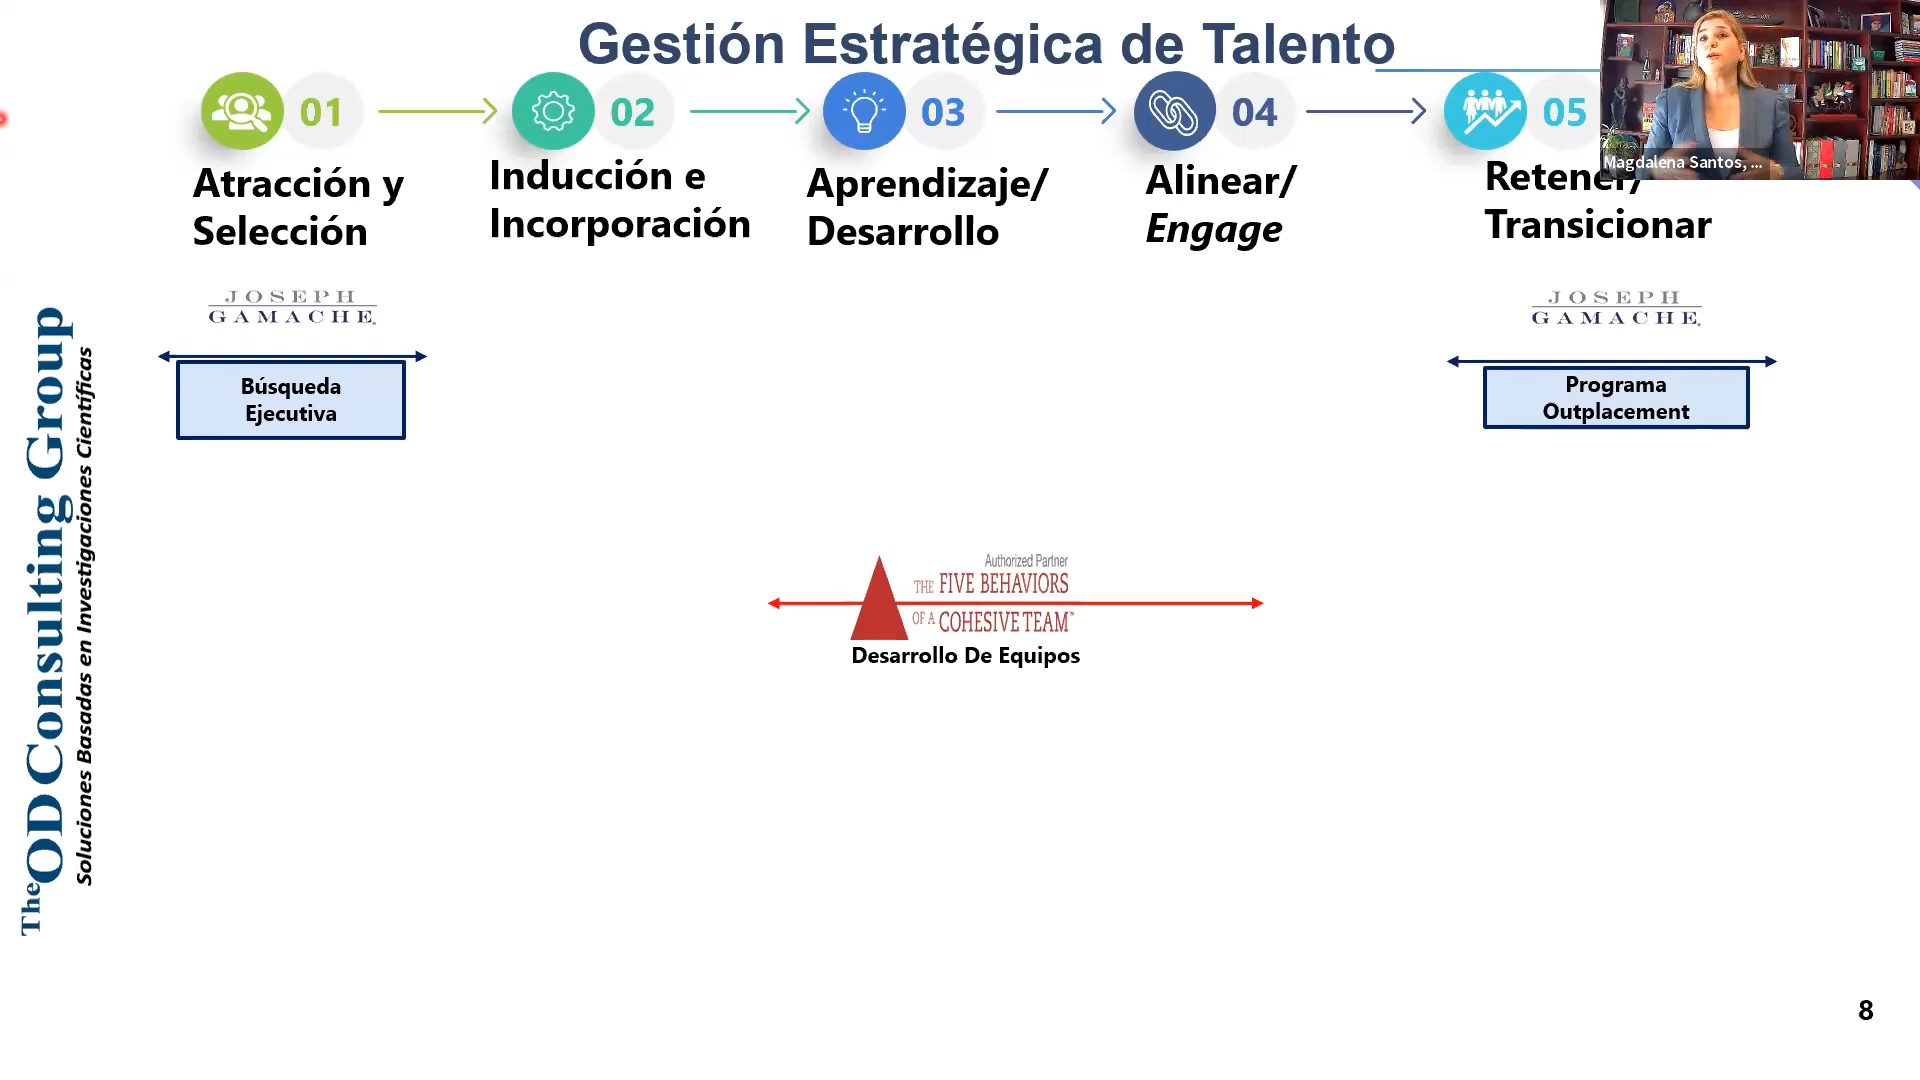 Gestión Estratégica de Talento
01
02
03
04
05
Magdalena Santos, ...
Atracción y
Selección
Inducción e
Incorporación
Aprendizaje/
Desarrollo
Alinear/
Engage
Retener/
Transicionar
JOSEPH
GAMACHE
Búsqueda
Ejecutiva
JOSEPH
GAMACHE
Programa
Outplacement
Authorized Partner
THE FIVE BEHAVIORS
OF A COHESIVE TEAM™
Desarrollo De Equipos
The OD Consulting Group
Soluciones Basadas en Investigaciones Científicas
8